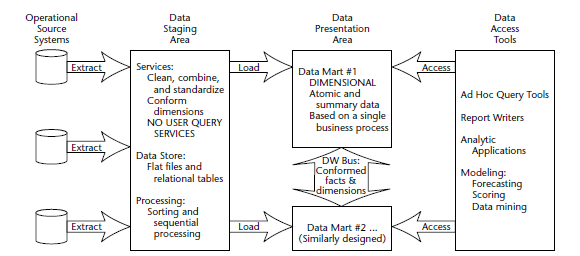 Operational
Source
Systems
Data
Staging
Area
Data
Presentation
Area
Data
Access
Tools
Extract
Extract
Extract
Services:
Clean, combine,
and standardize
Conform
dimensions
NO USER QUERY
SERVICES
Data Store:
Flat files and
relational tables
Processing:
Sorting and
sequential
processing
Load
Load
Data Mart #1
DIMENSIONAL
Atomic and
summary data
Based on a single
business process
DW Bus:
Conformed
facts &
dimensions
Data Mart #2 ...
(Similarly designed)
Access
Access
Ad Hoc Query Tools
Report Writers
Analytic
Applications
Modeling:
Forecasting
Scoring
Data mining